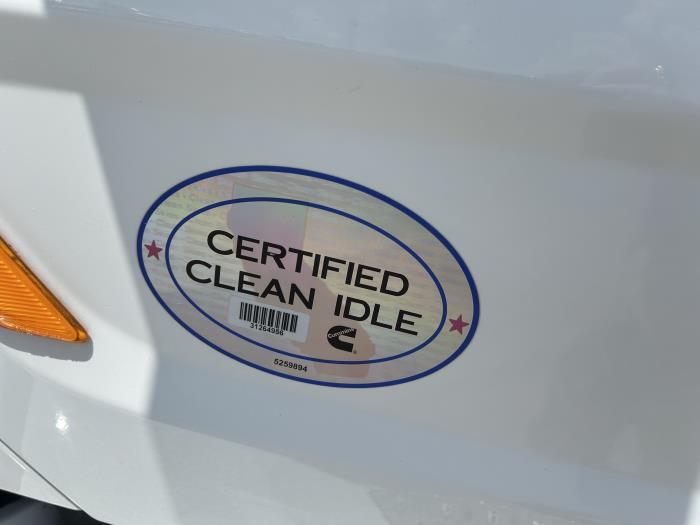 CERTIFIED
CLEAN IDLE
31264956
Cummins
5259894